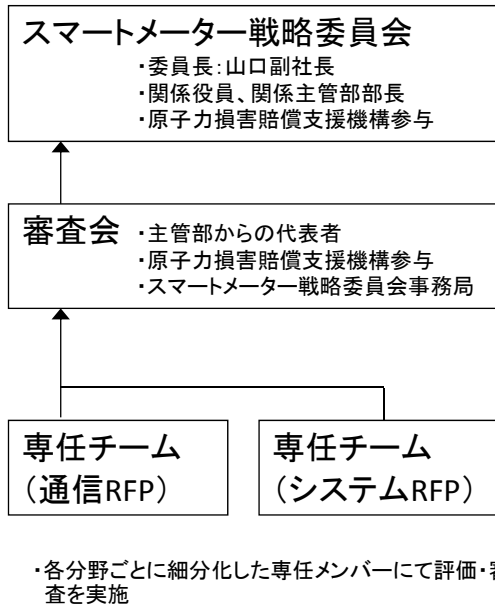 スマートメーター戦略委員会
・委員長：山口副社長
・関係役員、関係主管部部長
・原子力損害賠償支援機構参与
審査会
・主管部からの代表者
・原子力損害賠償支援機構参与
・スマートメーター戦略委員会事務局
専任チーム
（通信RFP）
専任チーム
（システムRFP）
・各分野ごとに細分化した専任メンバーにて評価・審
査を実施